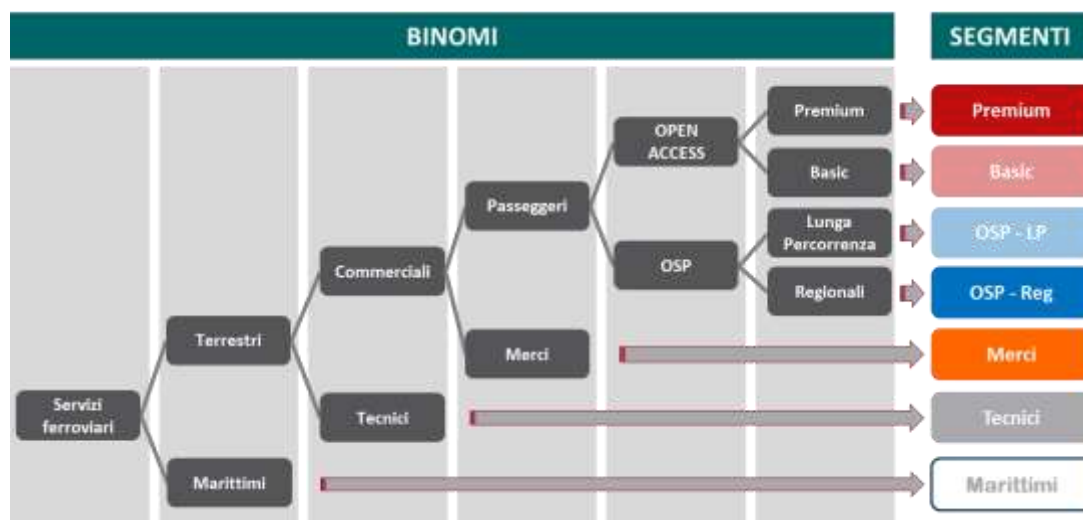 BINOMI
SEGMENTI
Premium
Premium
OPEN
ACCESS
Basic
Basic
Passeggeri
Lunga
Percorrenza
OSP - LP
OSP
Commerciali
Regionali
OSP - Reg
Terrestri
Merci
Merci
Servizi
ferroviari
Tecnici
Tecnici
Marittimi
Marittimi